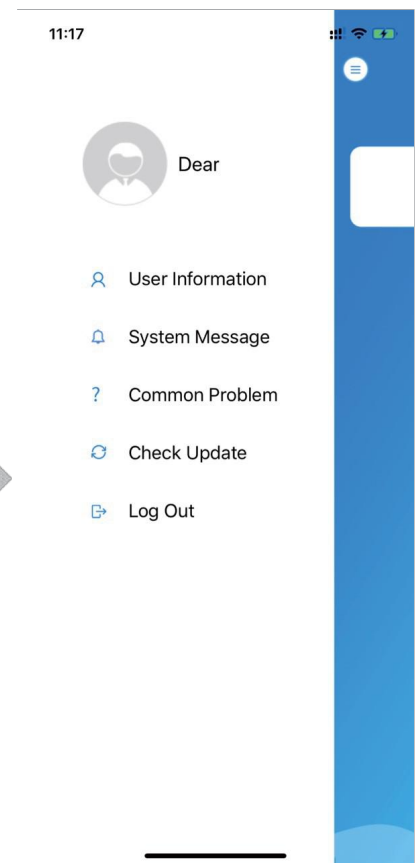 11:17
Dear
User Information
System Message
? Common Problem
Check Update
Log Out